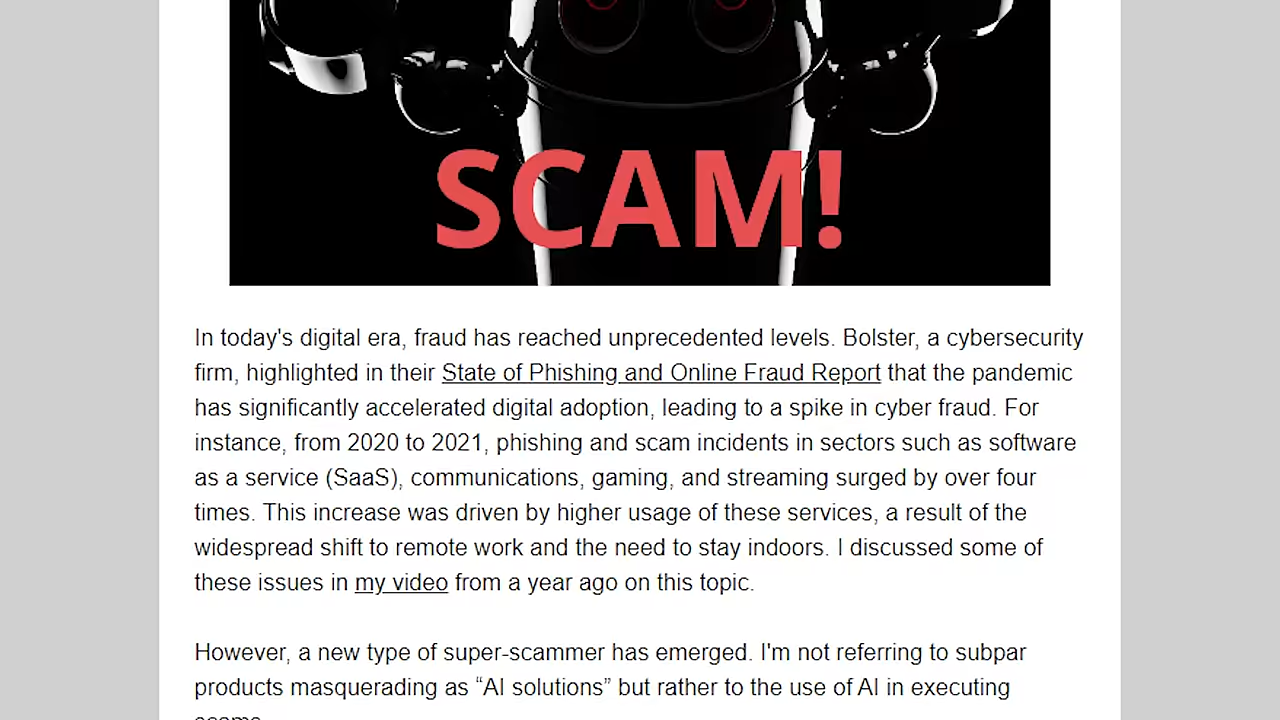 SCAM!
In today's digital era, fraud has reached unprecedented levels. Bolster, a cybersecurity
firm, highlighted in their State of Phishing and Online Fraud Report that the pandemic
has significantly accelerated digital adoption, leading to a spike in cyber fraud. For
instance, from 2020 to 2021, phishing and scam incidents in sectors such as software
as a service (SaaS), communications, gaming, and streaming surged by over four
times. This increase was driven by higher usage of these services, a result of the
widespread shift to remote work and the need to stay indoors. I discussed some of
these issues in my video from a year ago on this topic.
However, a new type of super-scammer has emerged. I'm not referring to subpar
products masquerading as “AI solutions” but rather to the use of AI in executing